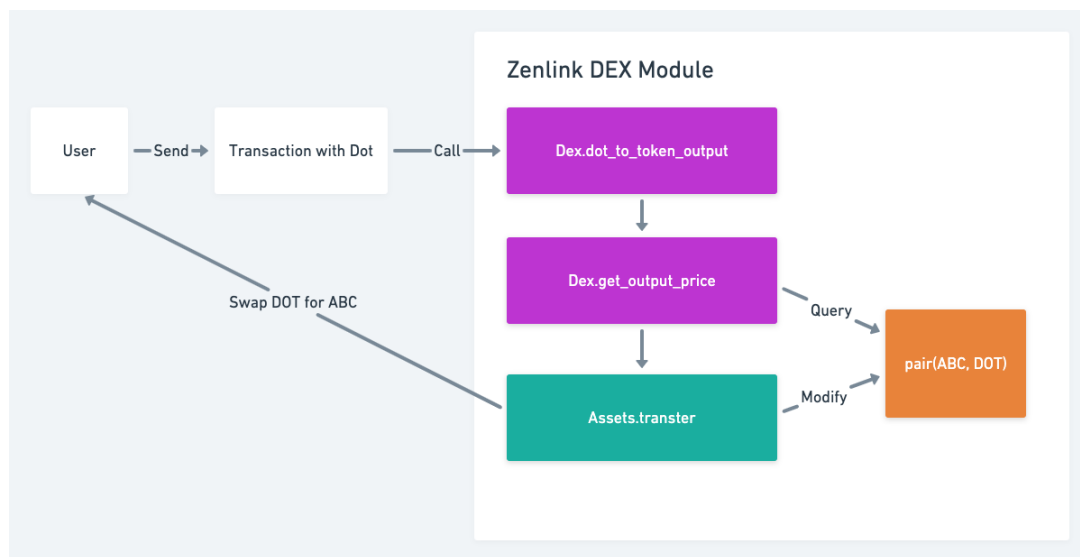 Zenlink DEX Module
User
Send
Transaction with Dot
Call
Dex.dot_to_token_output
Dex.get_output_price
Query
Swap DOT for ABC
pair(ABC, DOT)
Modify
Assets.transter